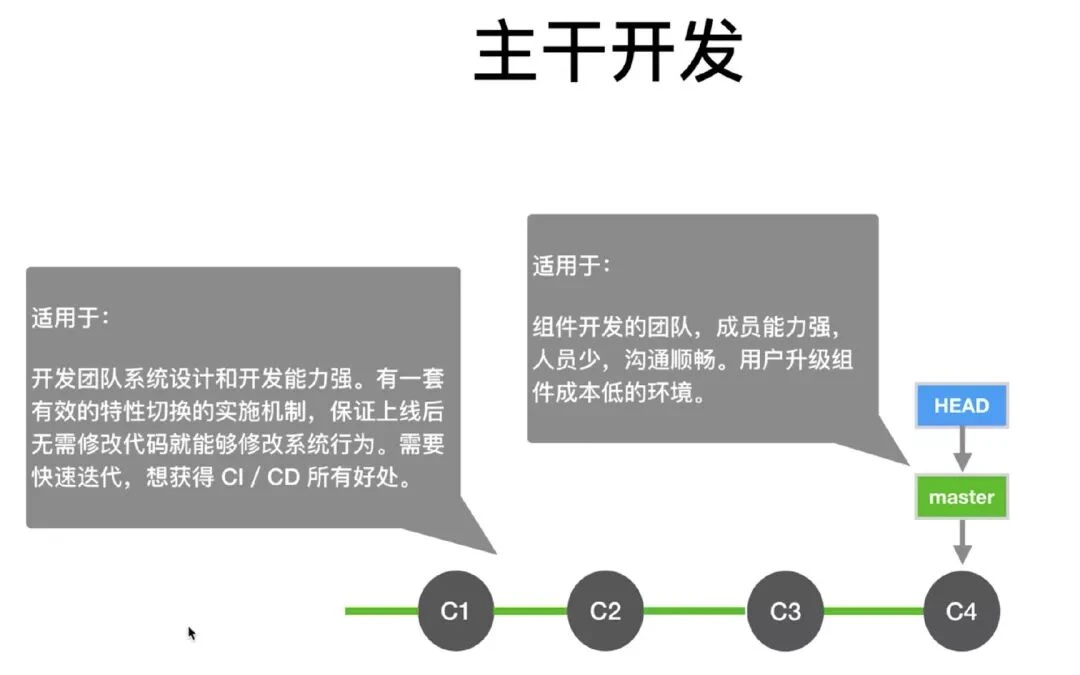 主干开发
适用于：
开发团队系统设计和开发能力强。有一套
有效的特性切换的实施机制，保证上线后
无需修改代码就能够修改系统行为。需要
快速迭代，想获得 CI / CD 所有好处。
适用于：
组件开发的团队，成员能力强，
人员少，沟通顺畅。用户升级组
件成本低的环境。
HEAD
master
C1
C2
C3
C4